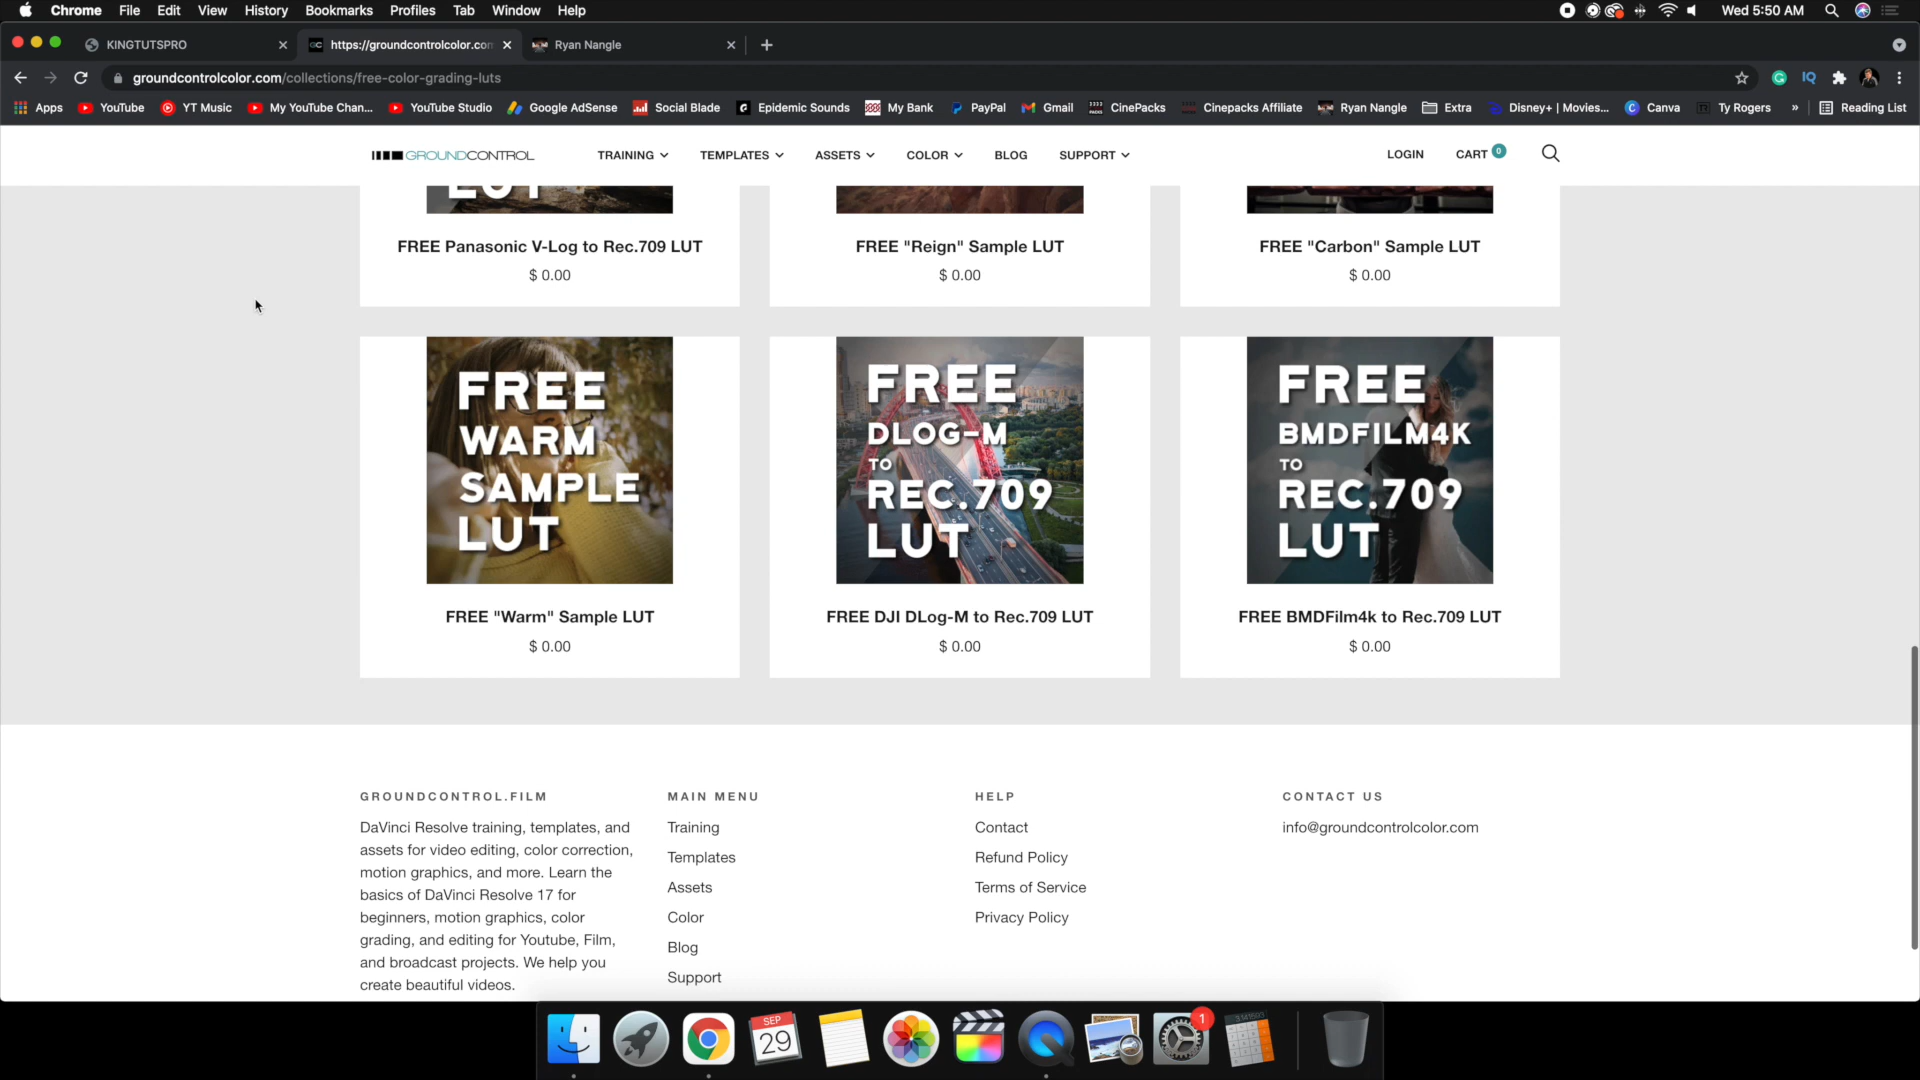 Chrome File Edit View History Bookmarks Profiles Tab Window Help Wed 5:50 AM
KINGTUTSPRO https://groundcontrolcolor.con Ryan Nangle
groundcontrolcolor.com/collections/free-color-grading-luts
Apps YouTube YT Music My YouTube Chan... YouTube Studio Google AdSense Social Blade Epidemic Sounds My Bank PayPal Gmail CinePacks Cinepacks Affiliate Ryan Nangle Extra Disney+ | Movies... Canva Ty Rogers » Reading List
GROUNDCONTROL TRAINING TEMPLATES ASSETS COLOR BLOG SUPPORT LOGIN CART 0
LUT
FREE Panasonic V-Log to Rec.709 LUT
$ 0.00
FREE "Reign" Sample LUT
$ 0.00
FREE "Carbon" Sample LUT
$ 0.00
FREE
WARM
SAMPLE
LUT
FREE "Warm" Sample LUT
$ 0.00
FREE
DLOG-M
TO
REC.709
LUT
FREE DJI DLog-M to Rec.709 LUT
$ 0.00
FREE
BMDFILM4K
TO
REC.709
LUT
FREE BMDFilm4k to Rec.709 LUT
$ 0.00
GROUNDCONTROL.FILM
DaVinci Resolve training, templates, and
assets for video editing, color correction,
motion graphics, and more. Learn the
basics of DaVinci Resolve 17 for
beginners, motion graphics, color
grading, and editing for Youtube, Film,
and broadcast projects. We help you
create beautiful videos.
MAIN MENU
Training
Templates
Assets
Color
Blog
Support
HELP
Contact
Refund Policy
Terms of Service
Privacy Policy
CONTACT US
info@groundcontrolcolor.com
SEP
29
1